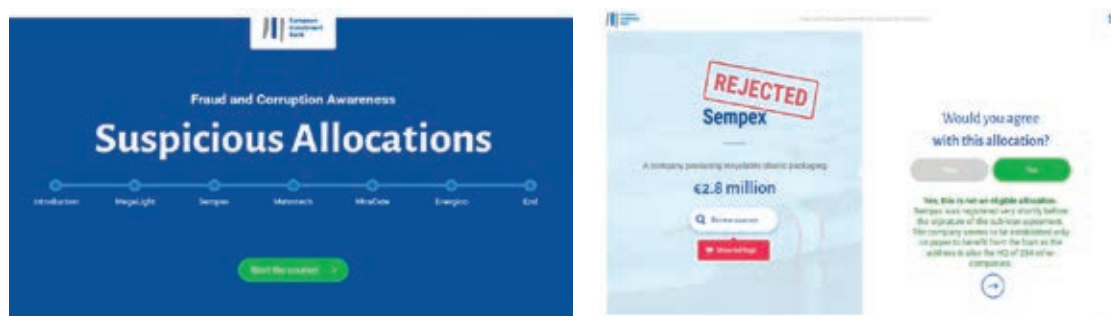 European
Investment
Bank
Fraud and Corruption Awareness
Suspicious Allocations
Introduction
MegaLight
Sempex
MiraDate
Energico
End
Start the course!
REJECTED
Sempex
A company producing recyclable plastic packaging
€2.8 million
Would you agree
with this allocation?
Yes, this is not an eligible allocation.
Sempex was registered very shortly before
the signature of the sub-loan agreement.
The company seems to be established only
on paper to benefit from the loan as the
address is also the HQ of 234 other
companies.